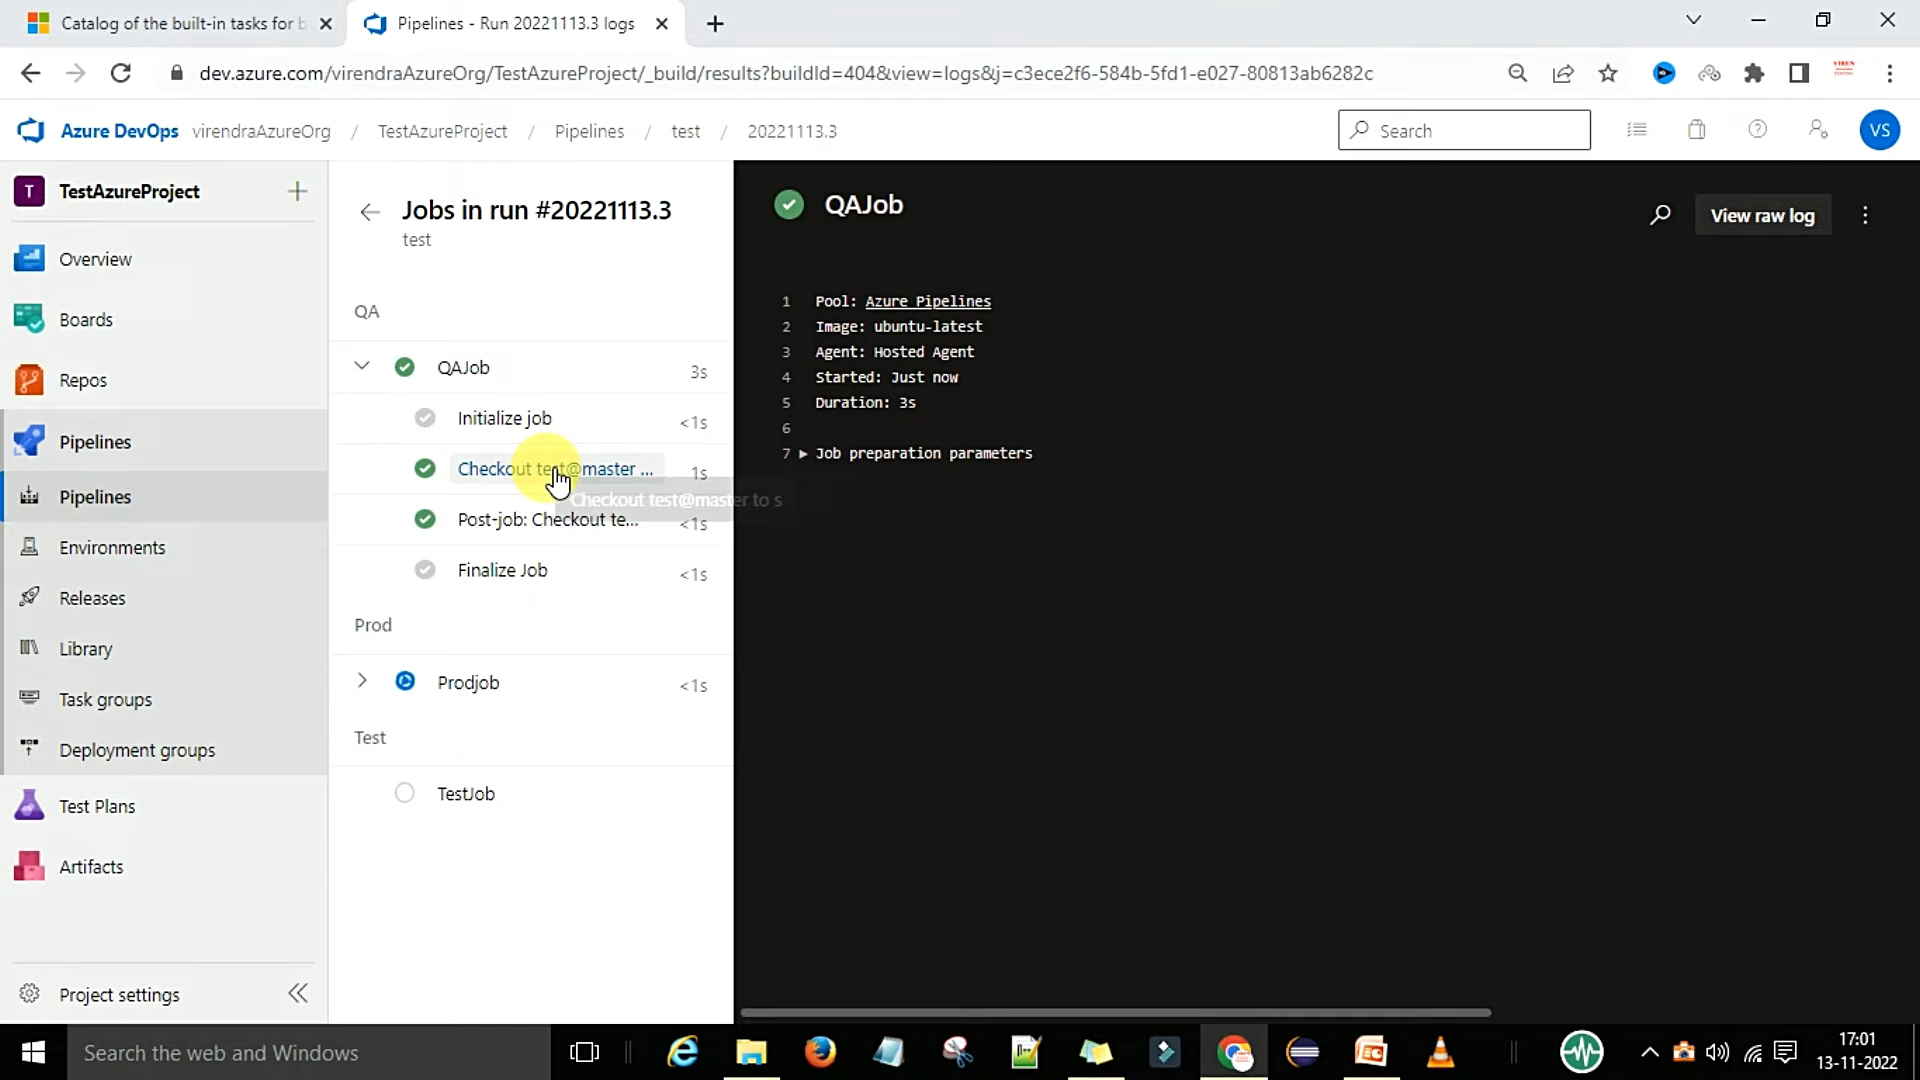 Catalog of the built-in tasks for b
Pipelines - Run 20221113.3 logs
dev.azure.com/virendraAzureOrg/TestAzureProject/_build/results?buildId=404&view=logs&j=c3ece2f6-584b-5fd1-e027-80813ab6282c
Azure DevOps virendraAzureOrg / TestAzureProject / Pipelines / test / 20221113.3
Search
VS
T TestAzureProject
Overview
Boards
Repos
Pipelines
Pipelines
Environments
Releases
Library
Task groups
Deployment groups
Test Plans
Artifacts
Project settings
Jobs in run #20221113.3
test
QA
QAJob 3s
Initialize job <1s
Checkout test@master ... 1s
Checkout test@master to s
Post-job: Checkout te... <1s
Finalize Job <1s
Prod
Prodjob <1s
Test
TestJob
QAJob
View raw log
1 Pool: Azure Pipelines
2 Image: ubuntu-latest
3 Agent: Hosted Agent
4 Started: Just now
5 Duration: 3s
6
7 Job preparation parameters
Search the web and Windows
17:01
13-11-2022